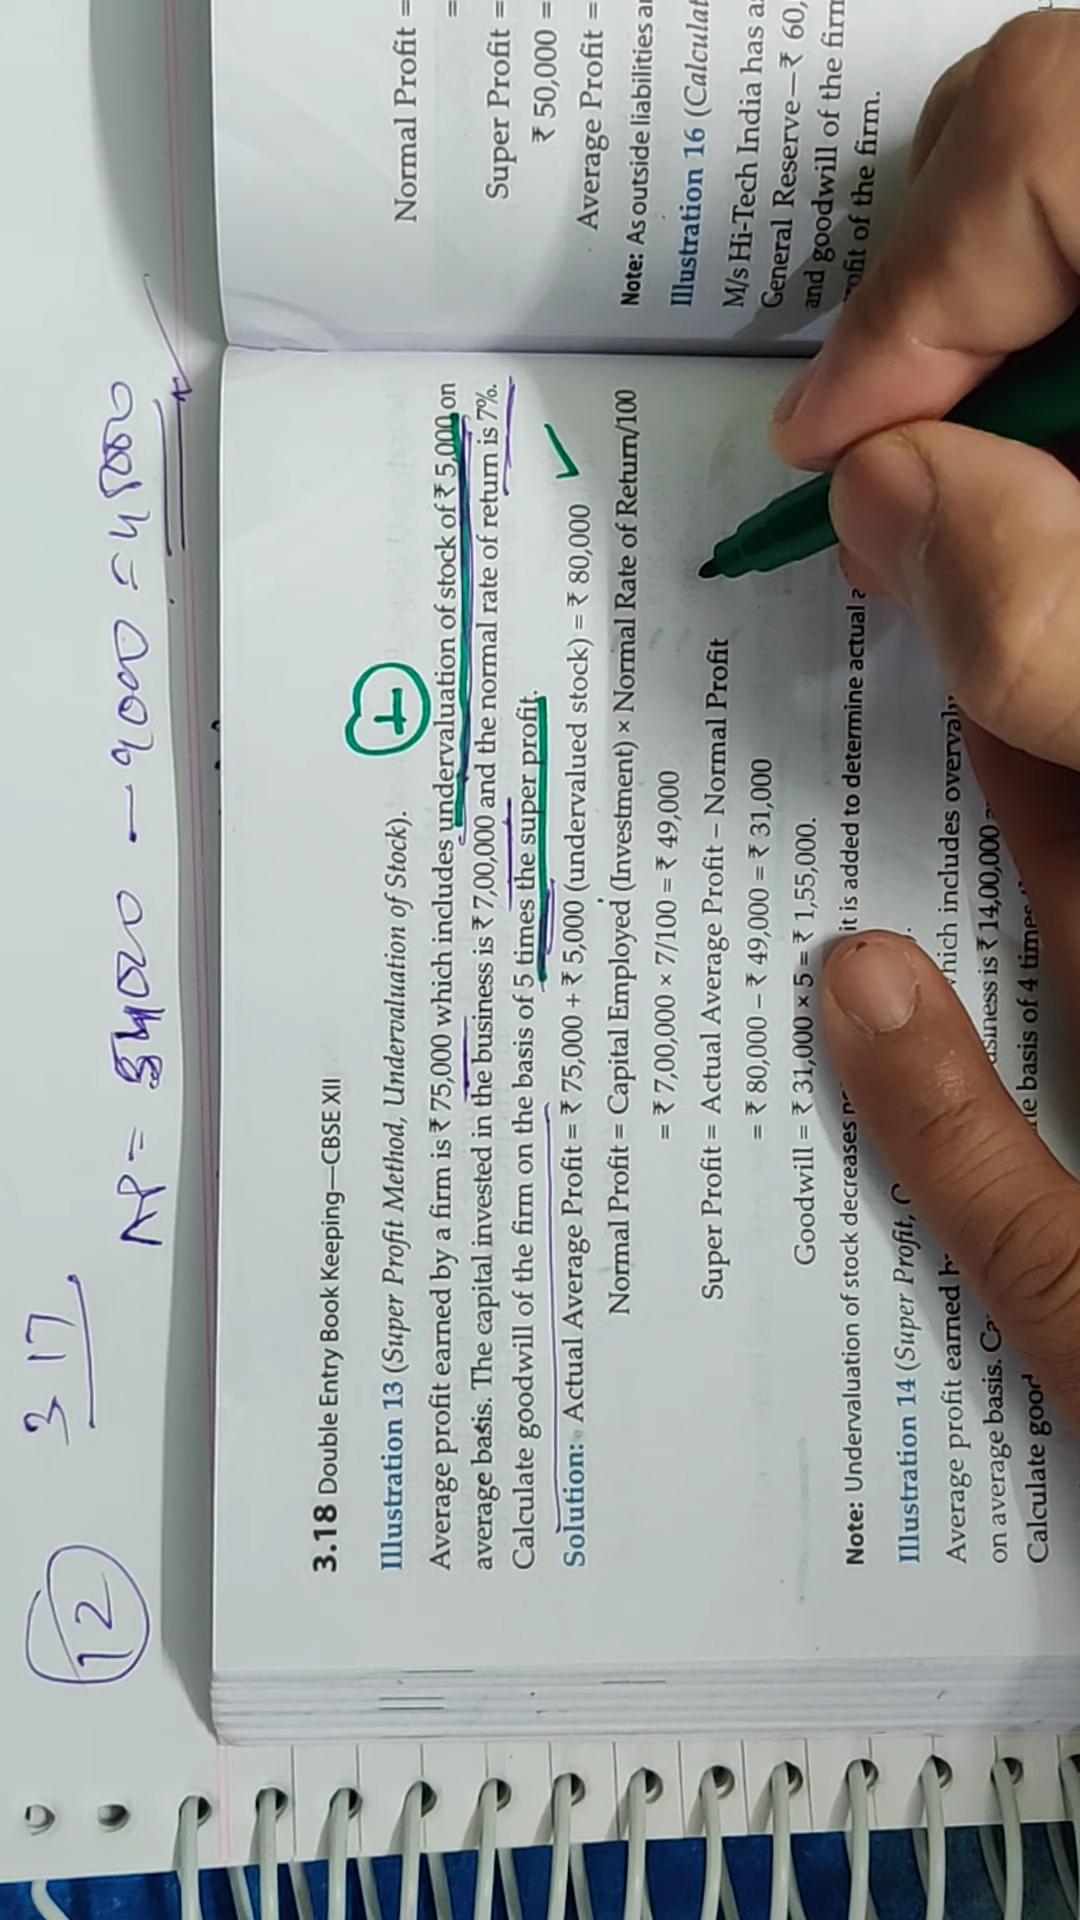 12
3.17
AP = 54000 - 9000 = 45000
+
3.18 Double Entry Book Keeping—CBSE XII
Illustration 13 (Super Profit Method, Undervaluation of Stock).
Average profit earned by a firm is ₹ 75,000 which includes undervaluation of stock of ₹ 5,000 on
average basis. The capital invested in the business is ₹ 7,00,000 and the normal rate of return is 7%.
Calculate goodwill of the firm on the basis of 5 times the super profit.
Solution: Actual Average Profit = ₹ 75,000 + ₹ 5,000 (undervalued stock) = ₹ 80,000
Normal Profit = Capital Employed (Investment) × Normal Rate of Return/100
= ₹ 7,00,000 × 7/100 = ₹ 49,000
Super Profit = Actual Average Profit – Normal Profit
= ₹ 80,000 – ₹ 49,000 = ₹ 31,000
Goodwill = ₹ 31,000 × 5 = ₹ 1,55,000.
Note: Undervaluation of stock decreases it is added to determine actual
Illustration 14 (Super Profit,
Average profit earned which includes
on average basis. business is ₹ 14,00,000
Calculate basis of 4 times
Normal Profit =
=
Super Profit =
₹ 50,000 =
Average Profit =
Note: As outside liabilities
Illustration 16 (
M/s Hi-Tech India has
General Reserve—₹ 60,
and goodwill of the firm
of the firm.